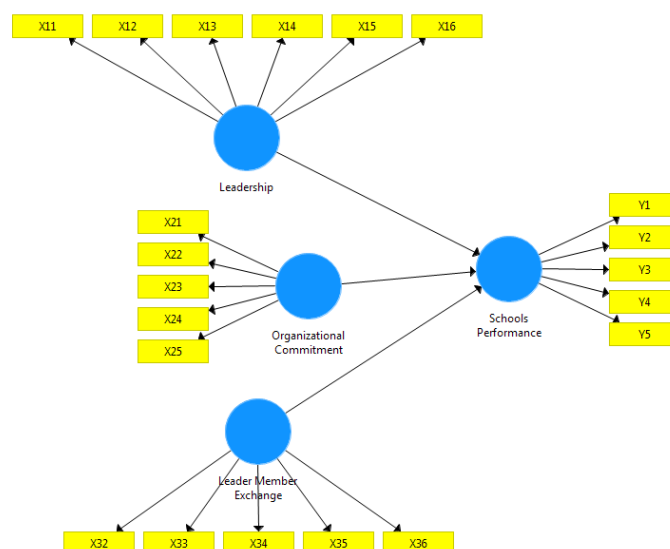 X11
X12
X13
X14
X15
X16
Leadership
X21
X22
X23
X24
X25
Organizational
Commitment
Y1
Y2
Y3
Y4
Y5
Schools
Performance
Leader Member
Exchange
X32
X33
X34
X35
X36